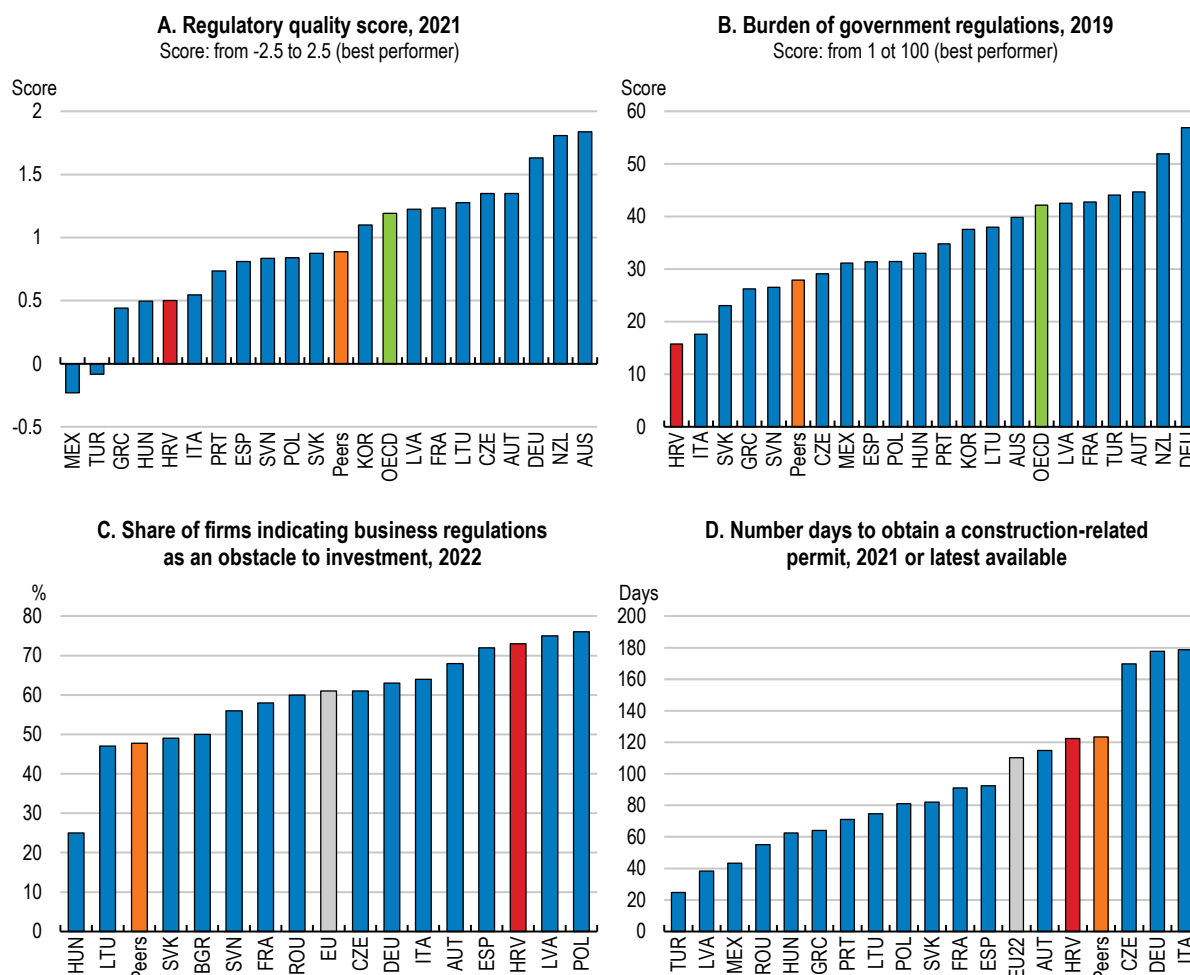 A. Regulatory quality score, 2021
Score: from -2.5 to 2.5 (best performer)
Score
2
1.5
1
0.5
0
-0.5
MEX TUR GRC HUN HRV ITA PRT ESP SVN POL SVK Peers KOR OECD LVA FRA LTU CZE AUT DEU NZL AUS
B. Burden of government regulations, 2019
Score: from 1 ot 100 (best performer)
Score
60
50
40
30
20
10
0
HRV ITA SVK GRC SVN Peers CZE MEX ESP POL HUN PRT KOR LTU AUS OECD LVA FRA TUR AUT NZL DEU
C. Share of firms indicating business regulations
as an obstacle to investment, 2022
%
80
70
60
50
40
30
20
10
0
HUN LTU Peers SVK BGR SVN FRA ROU EU CZE DEU ITA AUT ESP HRV LVA POL
D. Number days to obtain a construction-related
permit, 2021 or latest available
Days
200
180
160
140
120
100
80
60
40
20
0
TUR LVA MEX ROU HUN GRC PRT LTU POL SVK FRA ESP EU22 AUT HRV Peers CZE DEU ITA